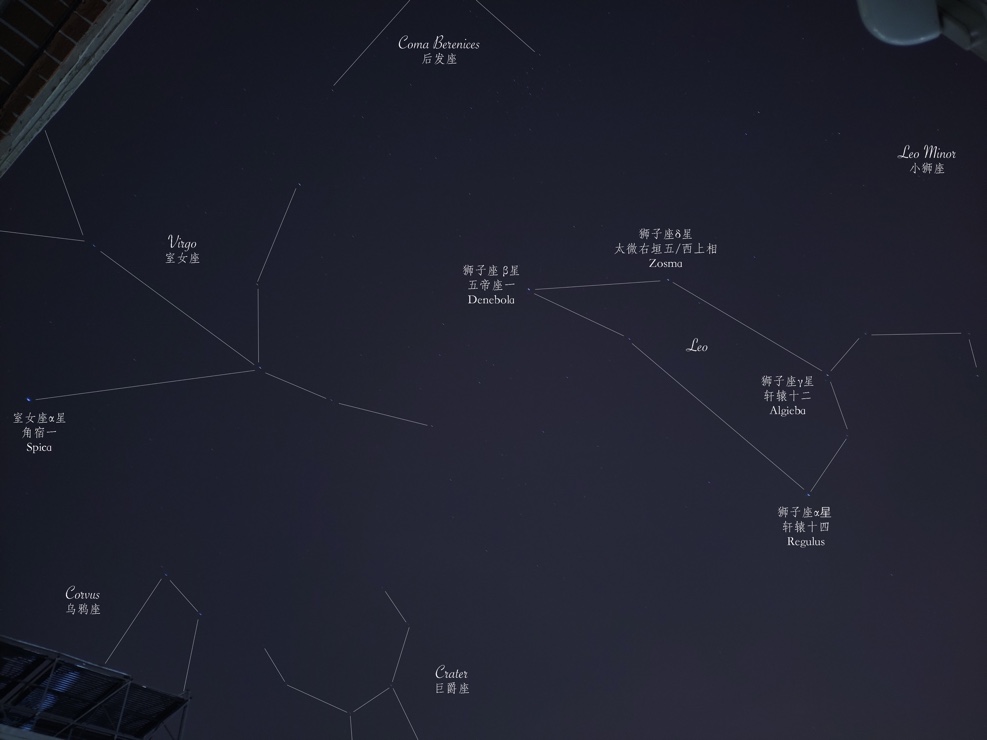 Coma Berenices
后发座
Leo Minor
小狮座
Virgo
室女座
狮子座δ星
太微右垣五/西上相
Zosma
狮子座 β星
五帝座一
Denebola
Leo
狮子座γ星
轩辕十二
Algieba
室女座α星
角宿一
Spica
狮子座α星
轩辕十四
Regulus
Corvus
乌鸦座
Crater
巨爵座